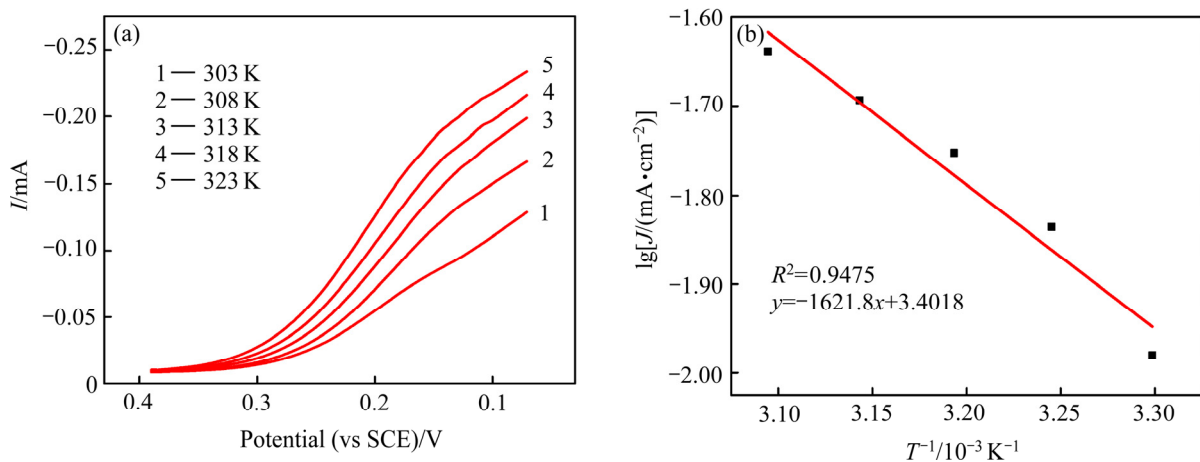 (a)
1 — 303 K
2 — 308 K
3 — 313 K
4 — 318 K
5 — 323 K
5
4
3
2
1
−0.25
−0.20
−0.15
−0.10
−0.05
0
I/mA
0.4 0.3 0.2 0.1
Potential (vs SCE)/V
(b)
−1.60
−1.70
−1.80
−1.90
−2.00
lg[J/(mA·cm⁻²)]
R²=0.9475
y=−1621.8x+3.4018
3.10 3.15 3.20 3.25 3.30
T⁻¹/10⁻³ K⁻¹